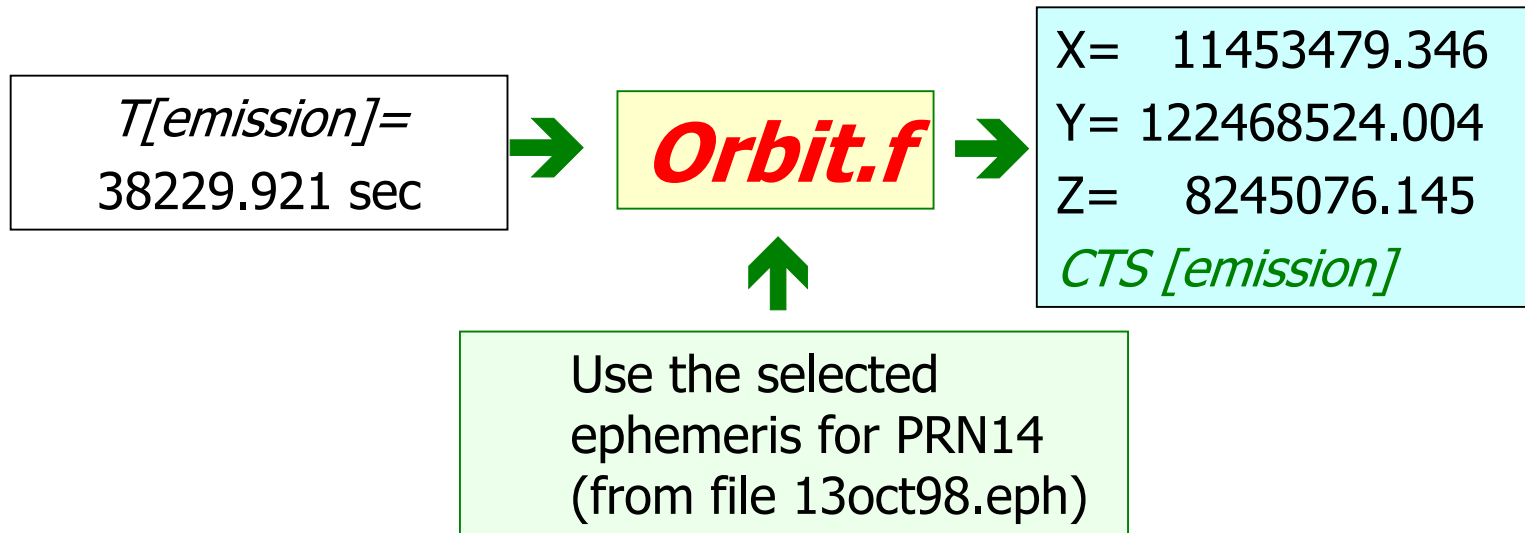 T[emission]=
38229.921 sec
Orbit.f
X= 11453479.346
Y= 122468524.004
Z= 8245076.145
CTS [emission]
Use the selected
ephemeris for PRN14
(from file 13oct98.eph)